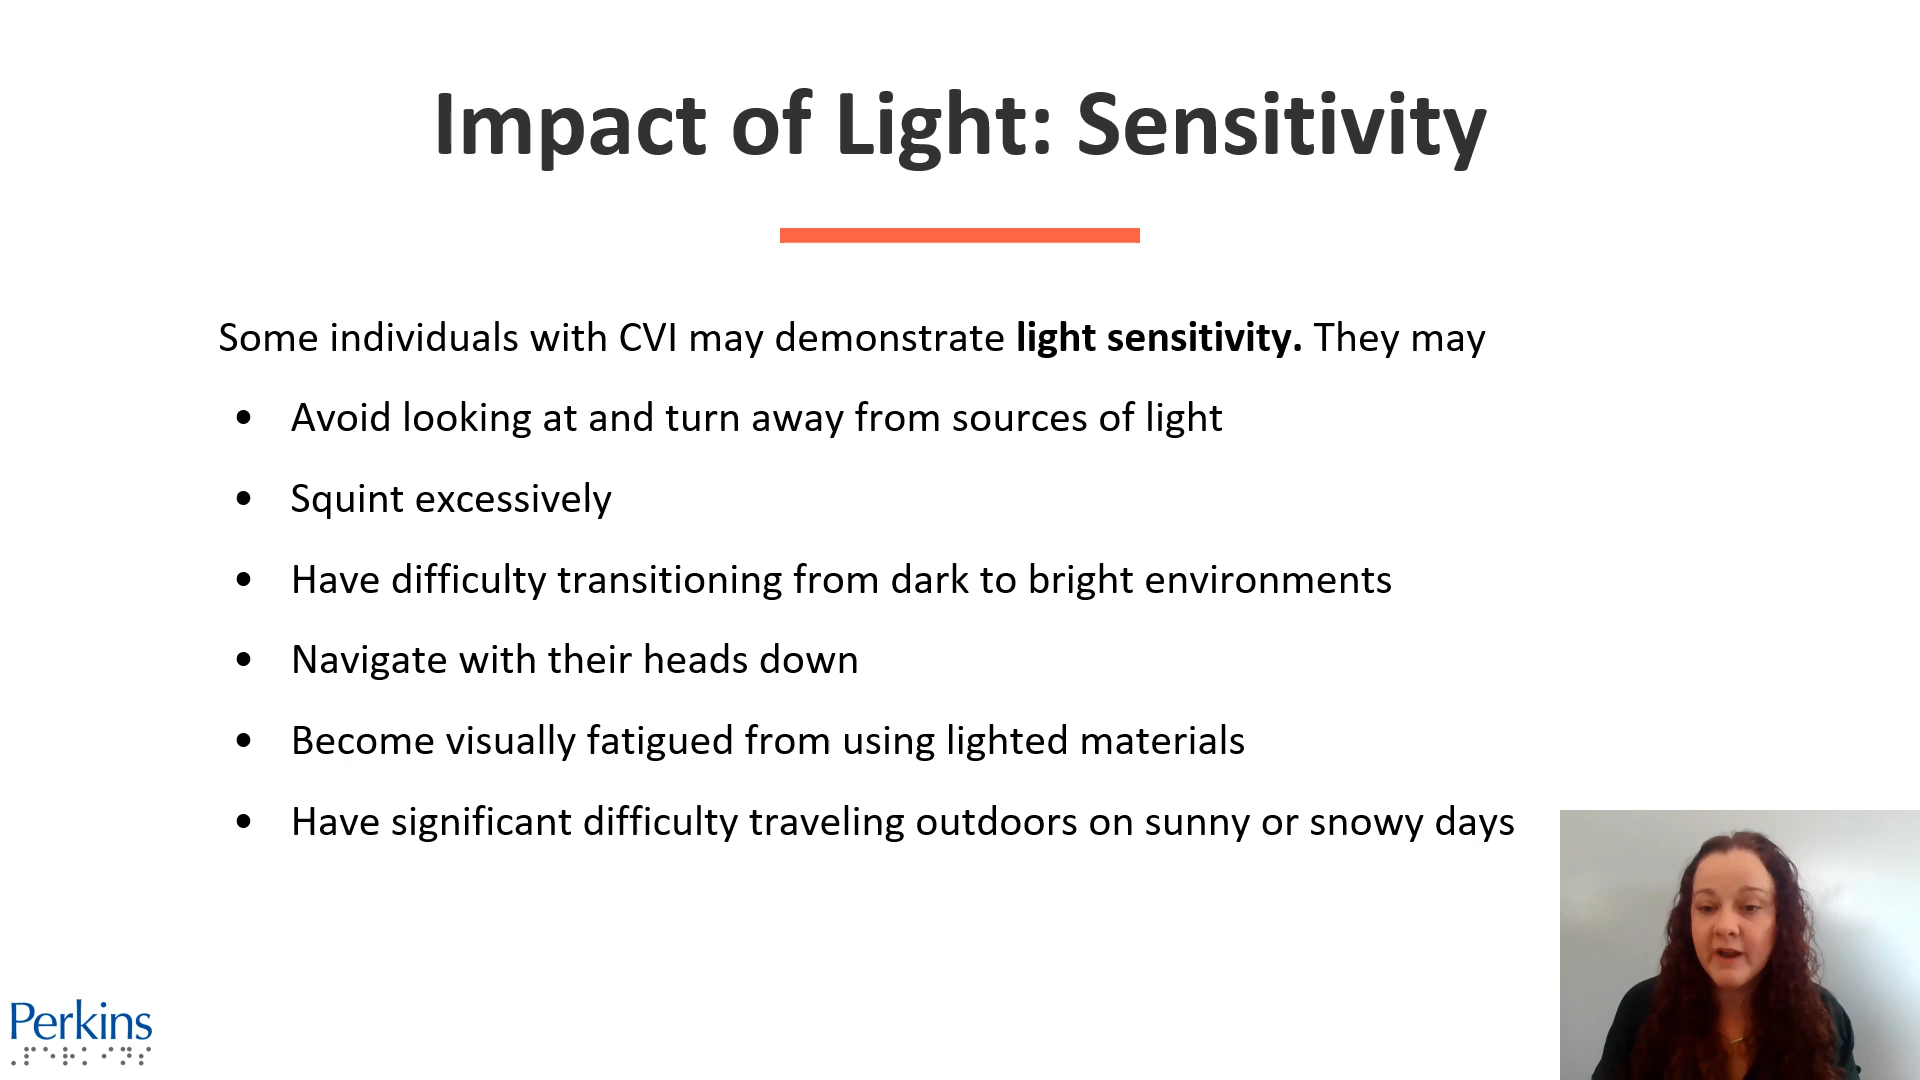 Impact of Light: Sensitivity
Some individuals with CVI may demonstrate light sensitivity. They may
• Avoid looking at and turn away from sources of light
• Squint excessively
• Have difficulty transitioning from dark to bright environments
• Navigate with their heads down
• Become visually fatigued from using lighted materials
• Have significant difficulty traveling outdoors on sunny or snowy days
Perkins
⠠⠏⠑⠗⠅⠊⠝⠎